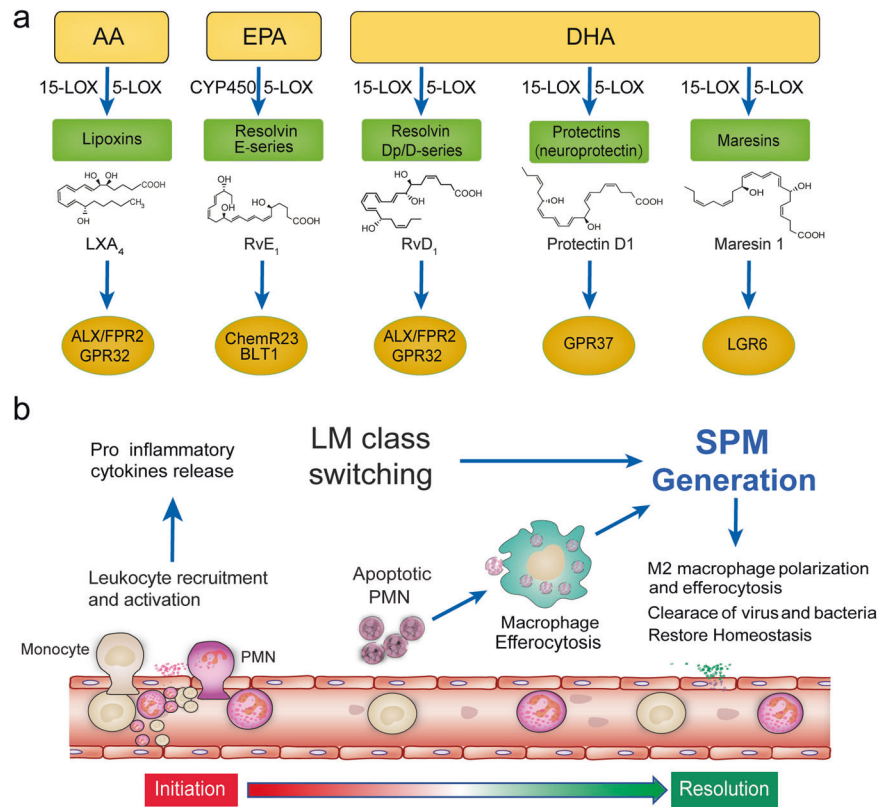 a
AA
EPA
DHA
15-LOX 5-LOX
CYP450 5-LOX
15-LOX 5-LOX
15-LOX 5-LOX
15-LOX 5-LOX
Lipoxins
Resolvin
E-series
Resolvin
Dp/D-series
Protectins
(neuroprotectin)
Maresins
OH OH
COOH
CH3
OH
OH
OH
OH
COOH
OH
OH
OH
COOH
OH
OH
COOH
OH
OH
COOH
LXA4
RvE1
RvD1
Protectin D1
Maresin 1
ALX/FPR2
GPR32
ChemR23
BLT1
ALX/FPR2
GPR32
GPR37
LGR6
b
Pro inflammatory
cytokines release
LM class
switching
SPM
Generation
Leukocyte recruitment
and activation
Apoptotic
PMN
Macrophage
Efferocytosis
M2 macrophage polarization
and efferocytosis
Clearace of virus and bacteria
Restore Homeostasis
Monocyte
PMN
Initiation
Resolution